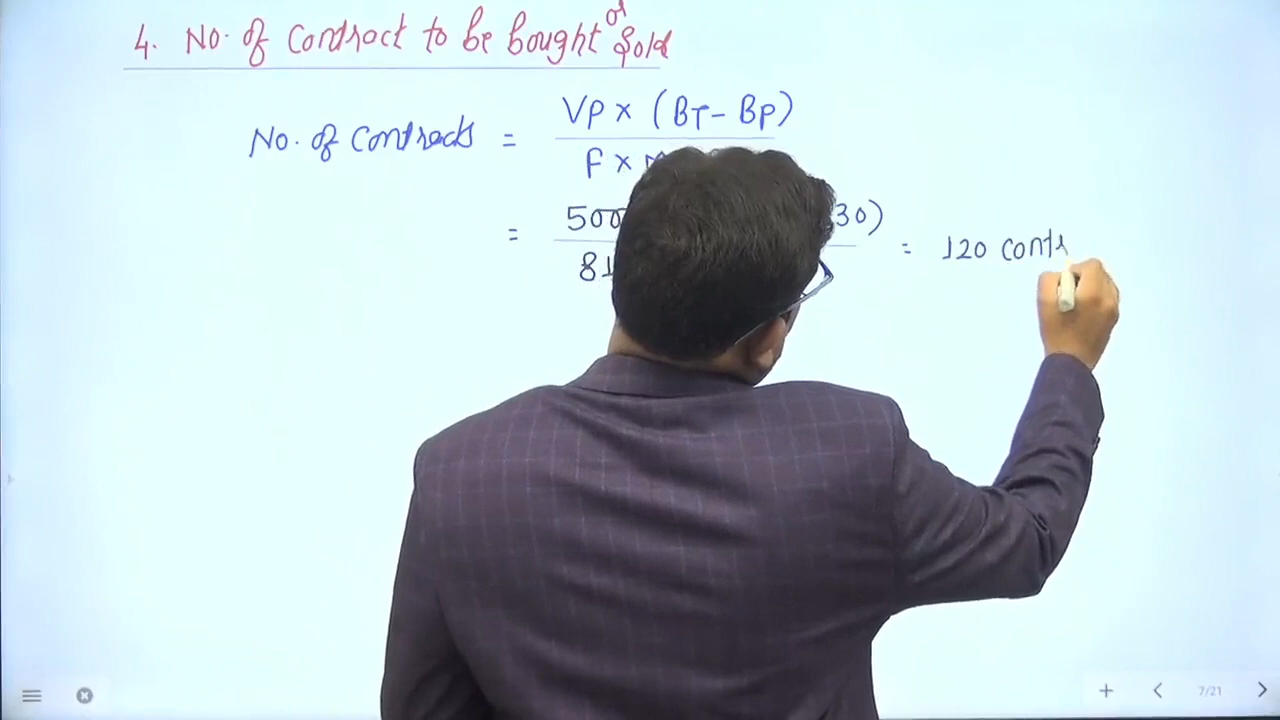 4. No. of Contract to be bought or Sold
No. of Contracts = VP x (BT - BP)
F x
= 500 30)
81
= 120 cont
7/21